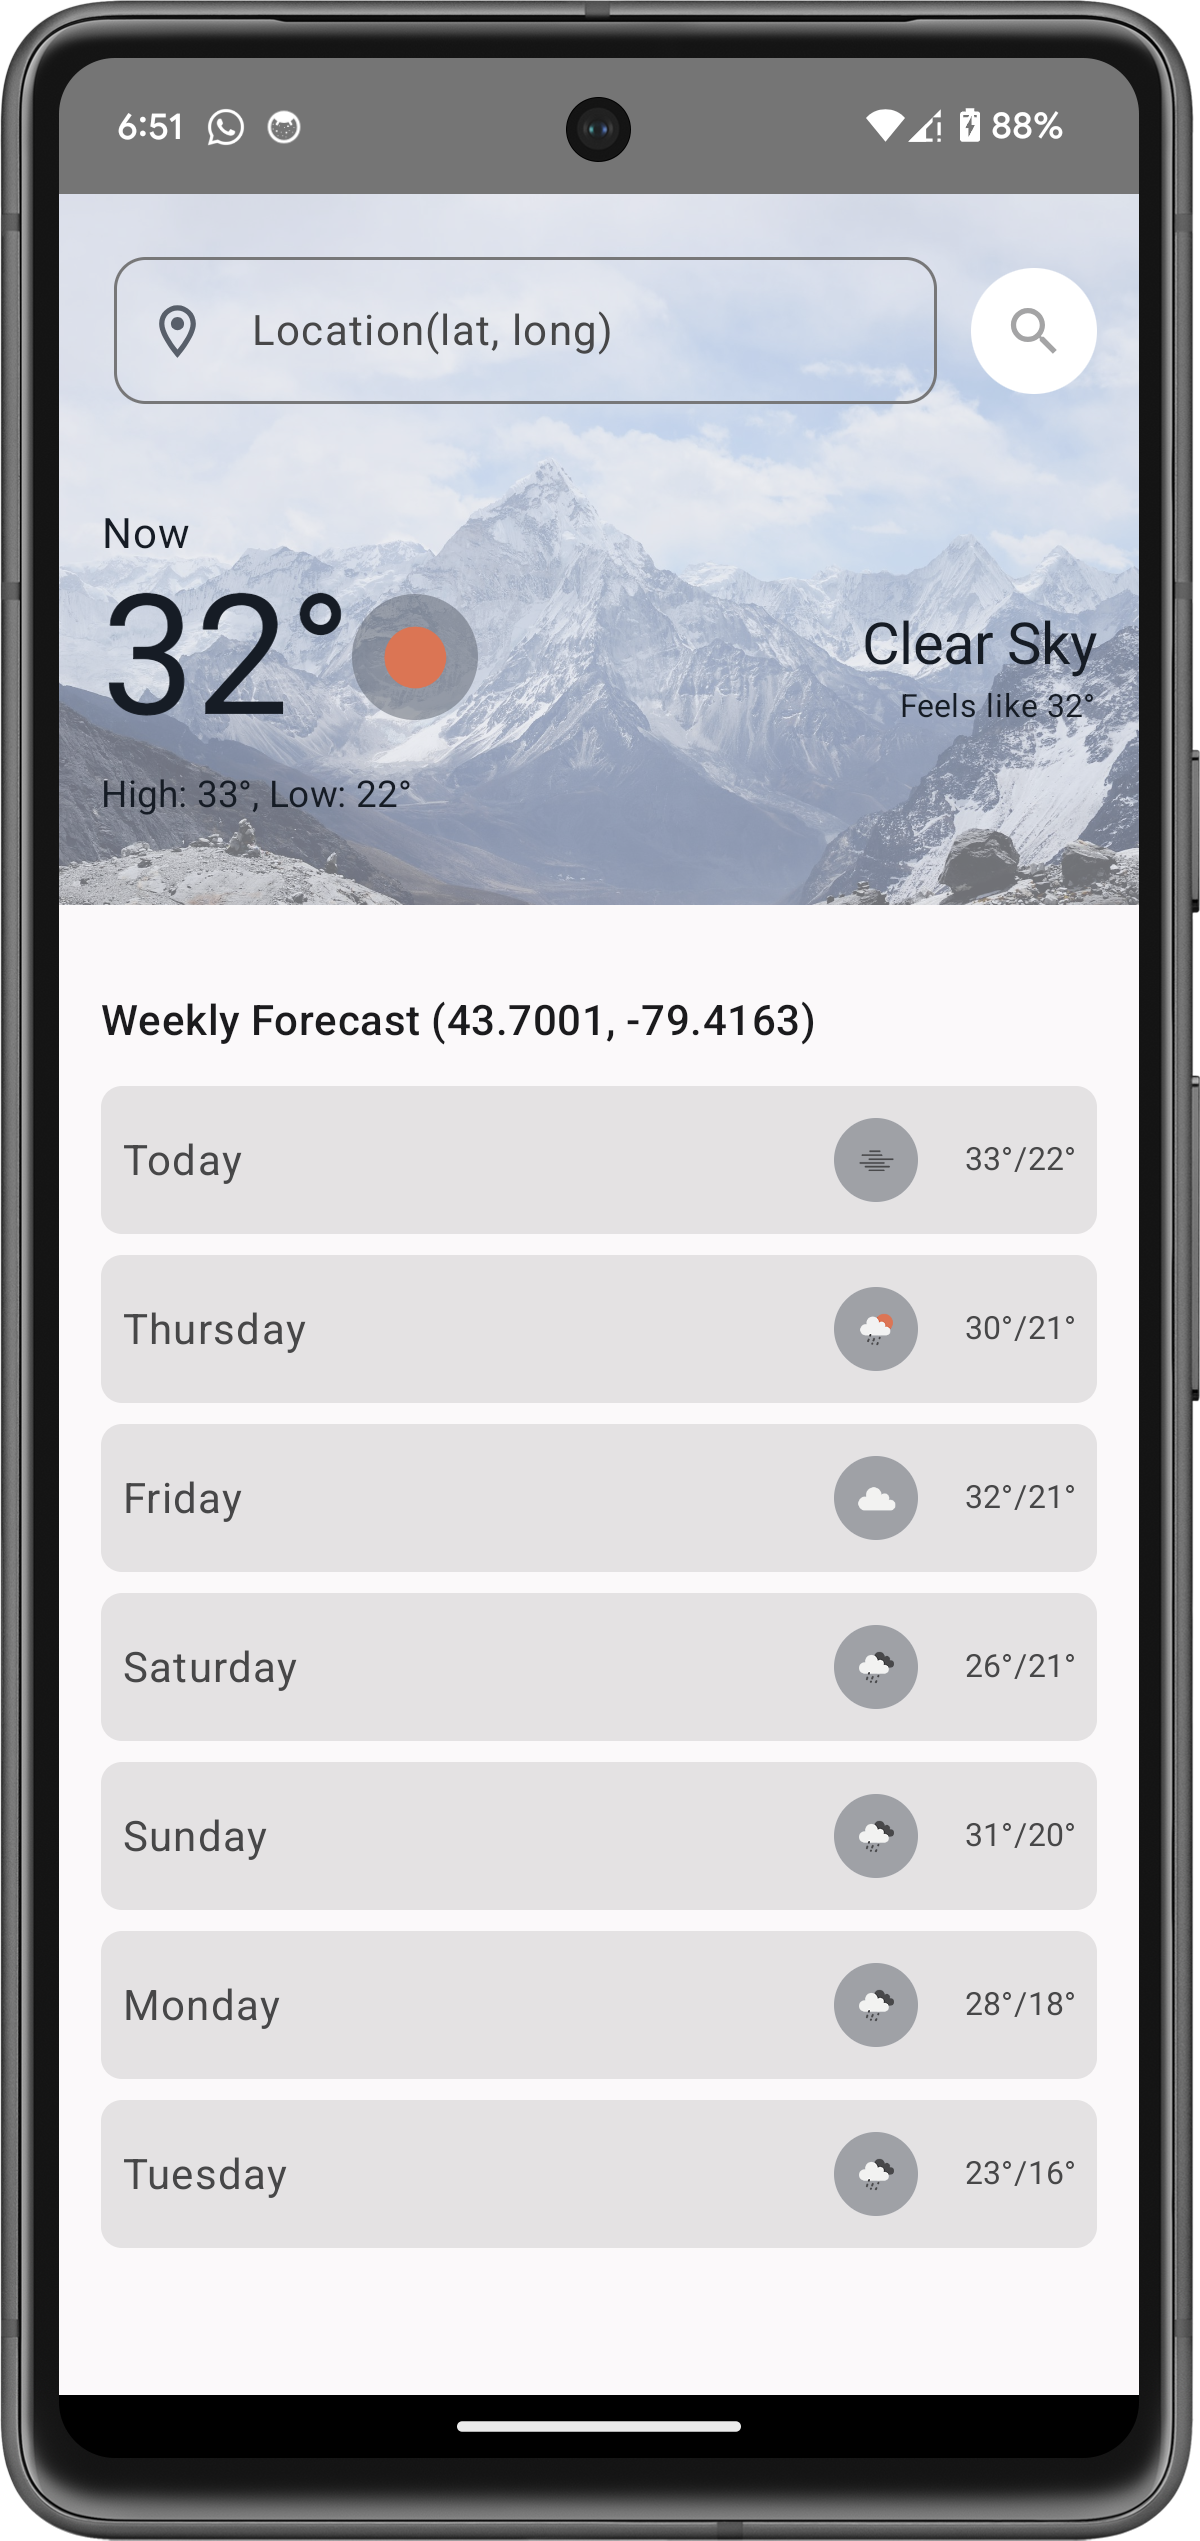 6:51 88%
Location(lat, long)
Now
32°
Clear Sky
Feels like 32°
High: 33°, Low: 22°
Weekly Forecast (43.7001, -79.4163)
Today 33°/22°
Thursday 30°/21°
Friday 32°/21°
Saturday 26°/21°
Sunday 31°/20°
Monday 28°/18°
Tuesday 23°/16°